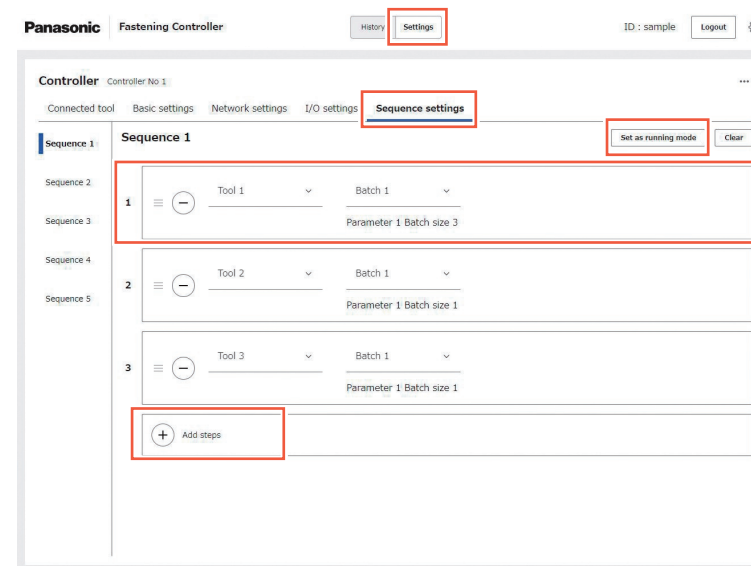 Panasonic Fastening Controller History Settings ID : sample Logout
Controller Controller No 1 ...
Connected tool Basic settings Network settings I/O settings Sequence settings
Sequence 1 Sequence 1 Set as running mode Clear
Sequence 2
Sequence 3
Sequence 4
Sequence 5
1 Tool 1 Batch 1
Parameter 1 Batch size 3
2 Tool 2 Batch 1
Parameter 1 Batch size 1
3 Tool 3 Batch 1
Parameter 1 Batch size 1
Add steps